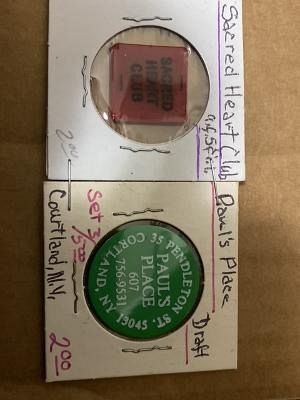 Sacred Heart Club
SACRED
HEART
CLUB
2.00
Paul's Place
Draft
35 PENDLETON ST.
PAUL'S
PLACE
607
756-9531
CORTLAND, NY 13045
Set 3/
5.00
Courtland, N.Y.
2.00